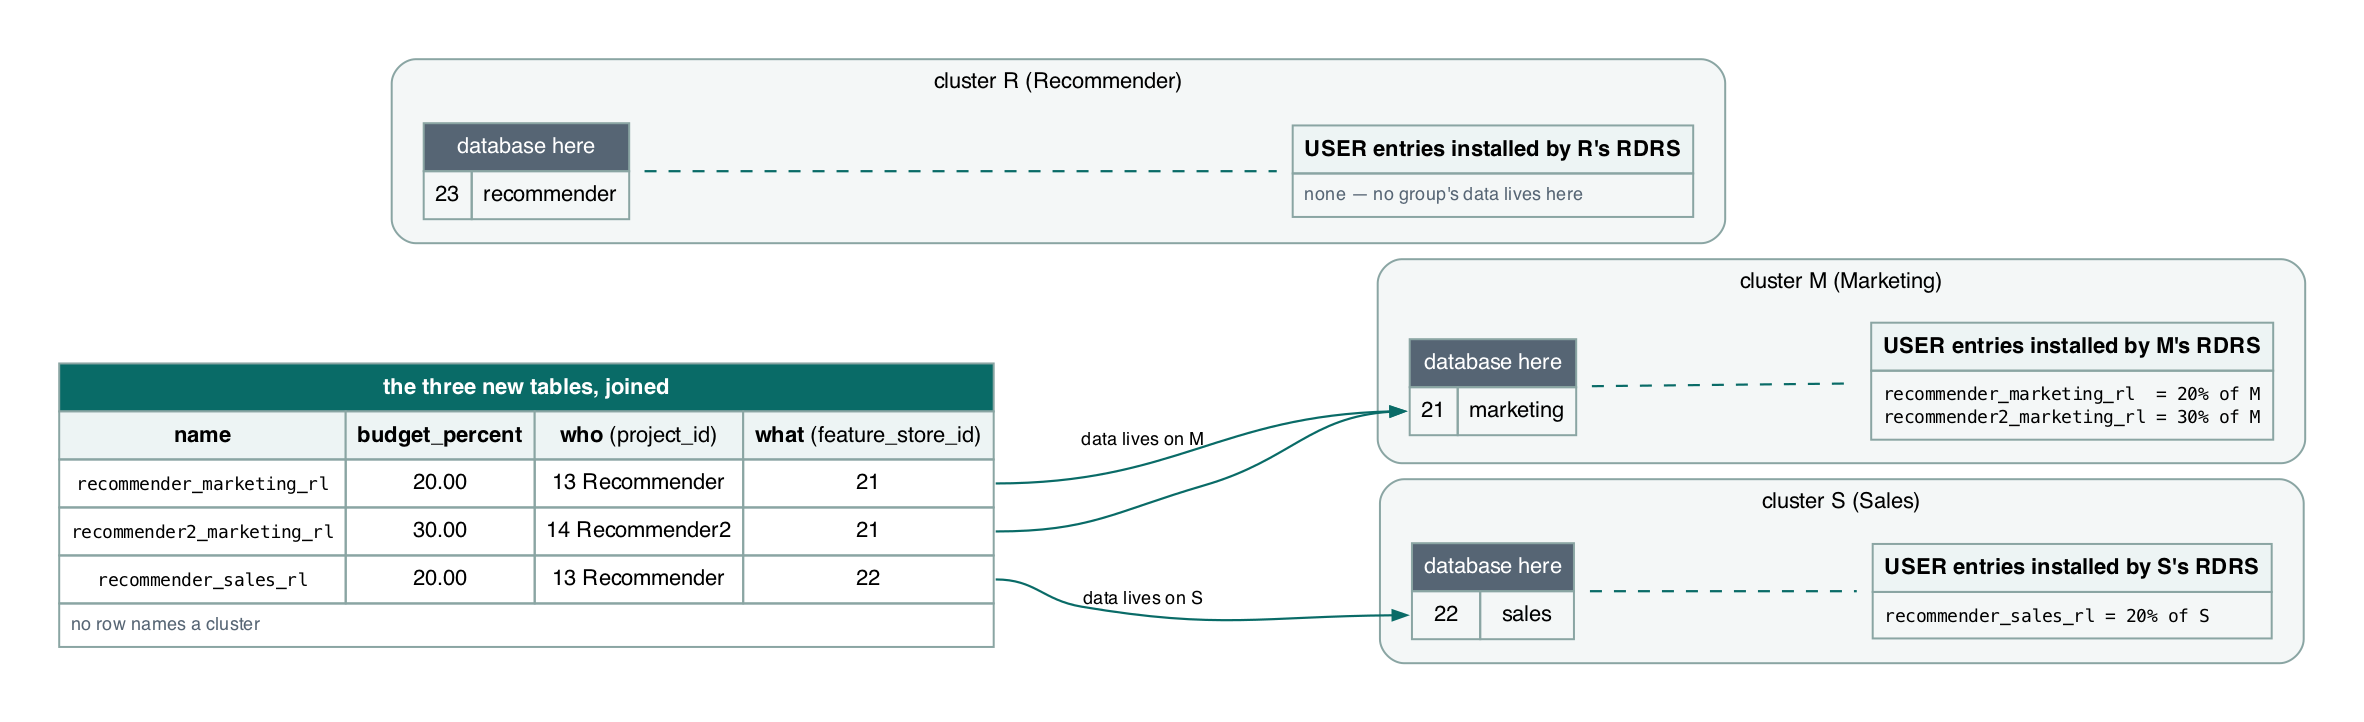 cluster R (Recommender)
database here
23 recommender
USER entries installed by R's RDRS
none — no group's data lives here
cluster M (Marketing)
database here
21 marketing
USER entries installed by M's RDRS
recommender_marketing_rl = 20% of M
recommender2_marketing_rl = 30% of M
the three new tables, joined
name budget_percent who (project_id) what (feature_store_id)
recommender_marketing_rl 20.00 13 Recommender 21
recommender2_marketing_rl 30.00 14 Recommender2 21
recommender_sales_rl 20.00 13 Recommender 22
no row names a cluster
data lives on M
data lives on S
cluster S (Sales)
database here
22 sales
USER entries installed by S's RDRS
recommender_sales_rl = 20% of S